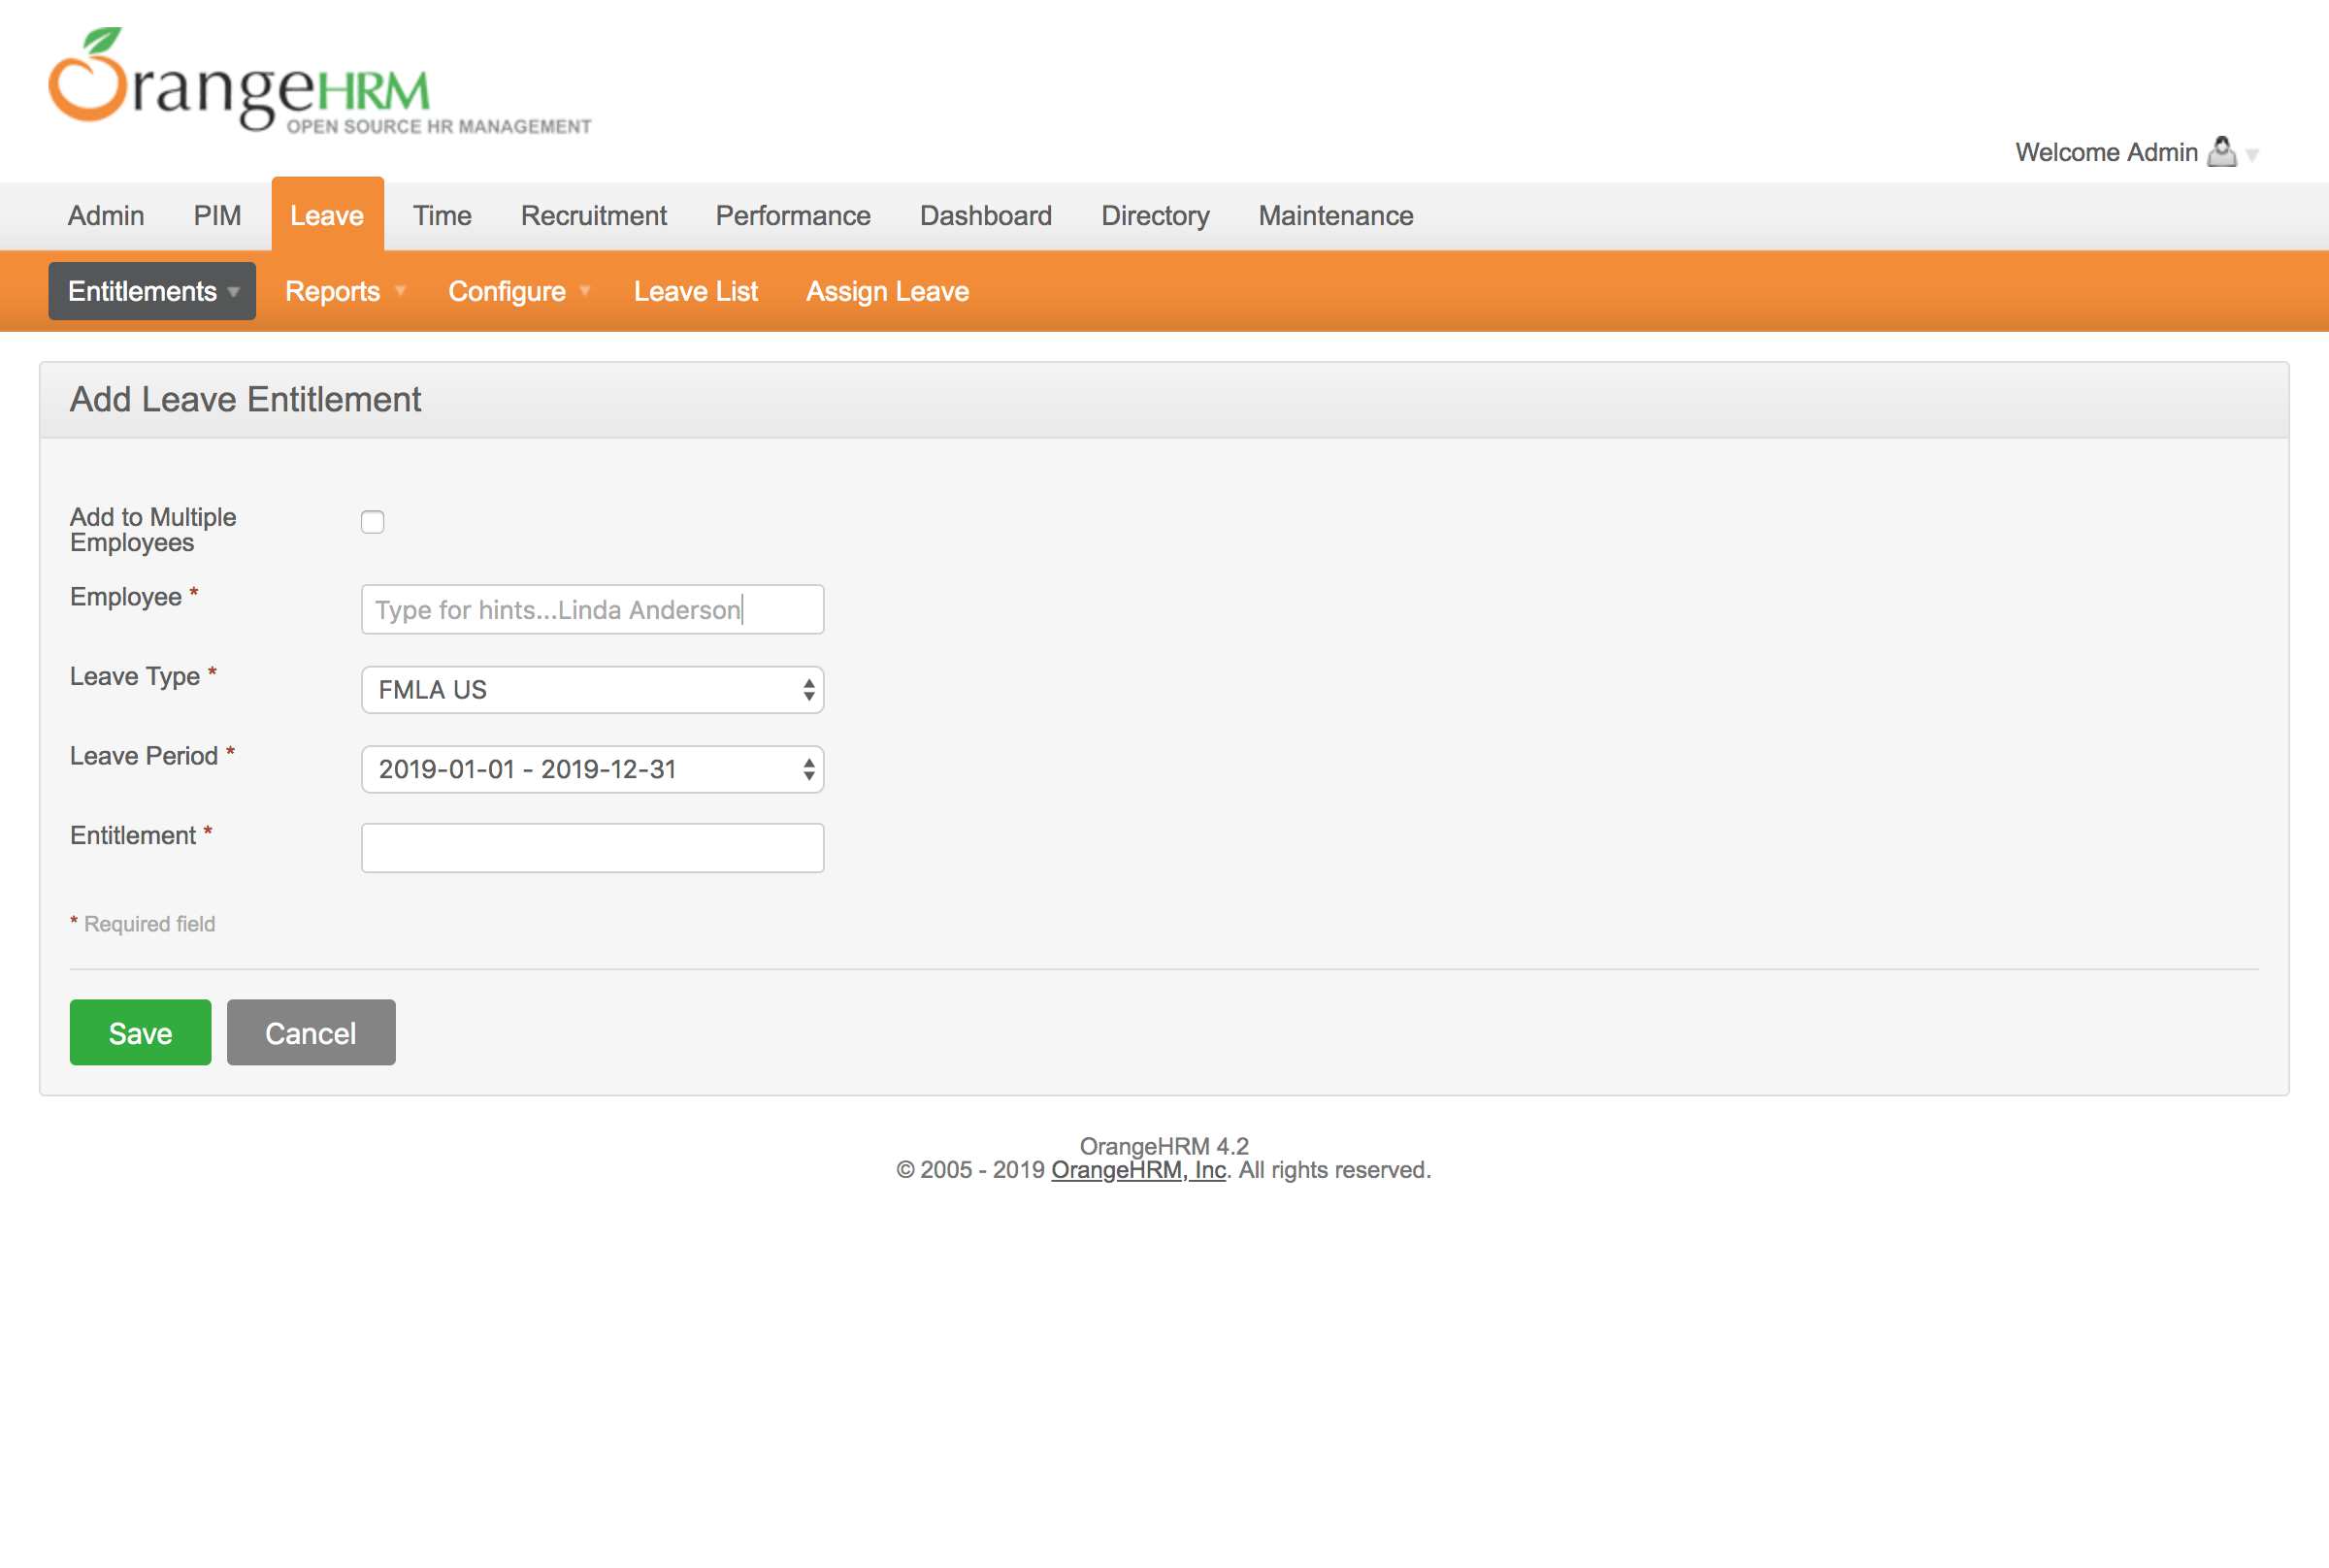 OrangeHRM
OPEN SOURCE HR MANAGEMENT
Welcome Admin
Admin PIM Leave Time Recruitment Performance Dashboard Directory Maintenance
Entitlements Reports Configure Leave List Assign Leave
Add Leave Entitlement
Add to Multiple
Employees
Employee *
Type for hints...Linda Anderson
Leave Type *
FMLA US
Leave Period *
2019-01-01 - 2019-12-31
Entitlement *
* Required field
Save Cancel
OrangeHRM 4.2
© 2005 - 2019 OrangeHRM, Inc. All rights reserved.